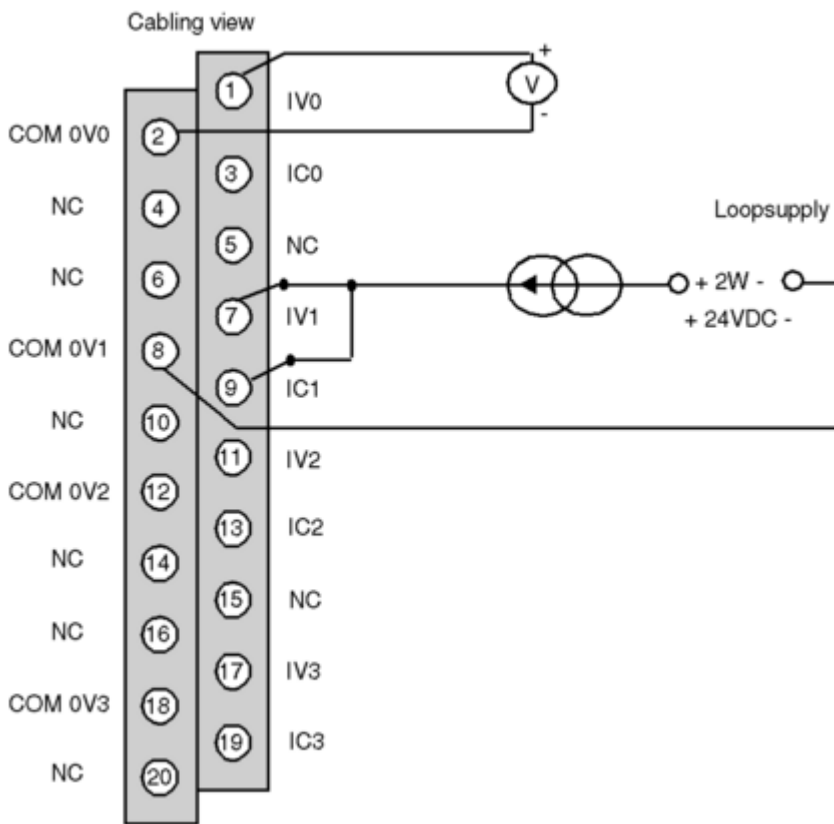 Cabling view
1
IV0
+
V
-
COM 0V0
2
3
IC0
NC
4
5
NC
Loopsupply
NC
6
7
IV1
+ 2W -
+ 24VDC -
COM 0V1
8
9
IC1
NC
10
11
IV2
COM 0V2
12
13
IC2
NC
14
15
NC
NC
16
17
IV3
COM 0V3
18
19
IC3
NC
20